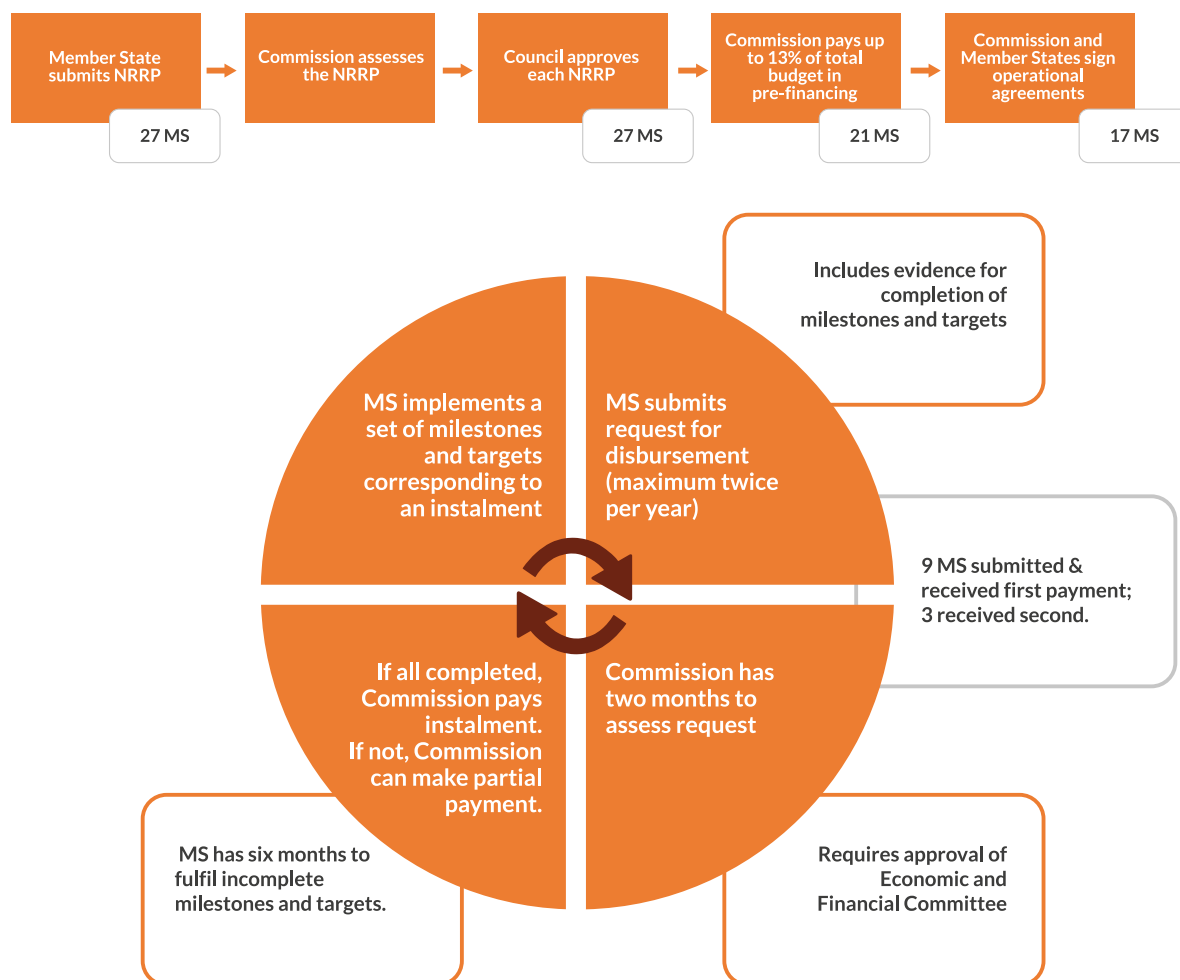 Member State
submits NRRP
27 MS
Commission assesses
the NRRP
Council approves
each NRRP
27 MS
Commission pays up
to 13% of total
budget in
pre-financing
21 MS
Commission and
Member States sign
operational
agreements
17 MS
Includes evidence for
completion of
milestones and targets
MS implements a
set of milestones
and targets
corresponding to
an instalment
MS submits
request for
disbursement
(maximum twice
per year)
9 MS submitted &
received first payment;
3 received second.
If all completed,
Commission pays
instalment.
If not, Commission
can make partial
payment.
Commission has
two months to
assess request
MS has six months to
fulfil incomplete
milestones and targets.
Requires approval of
Economic and
Financial Committee